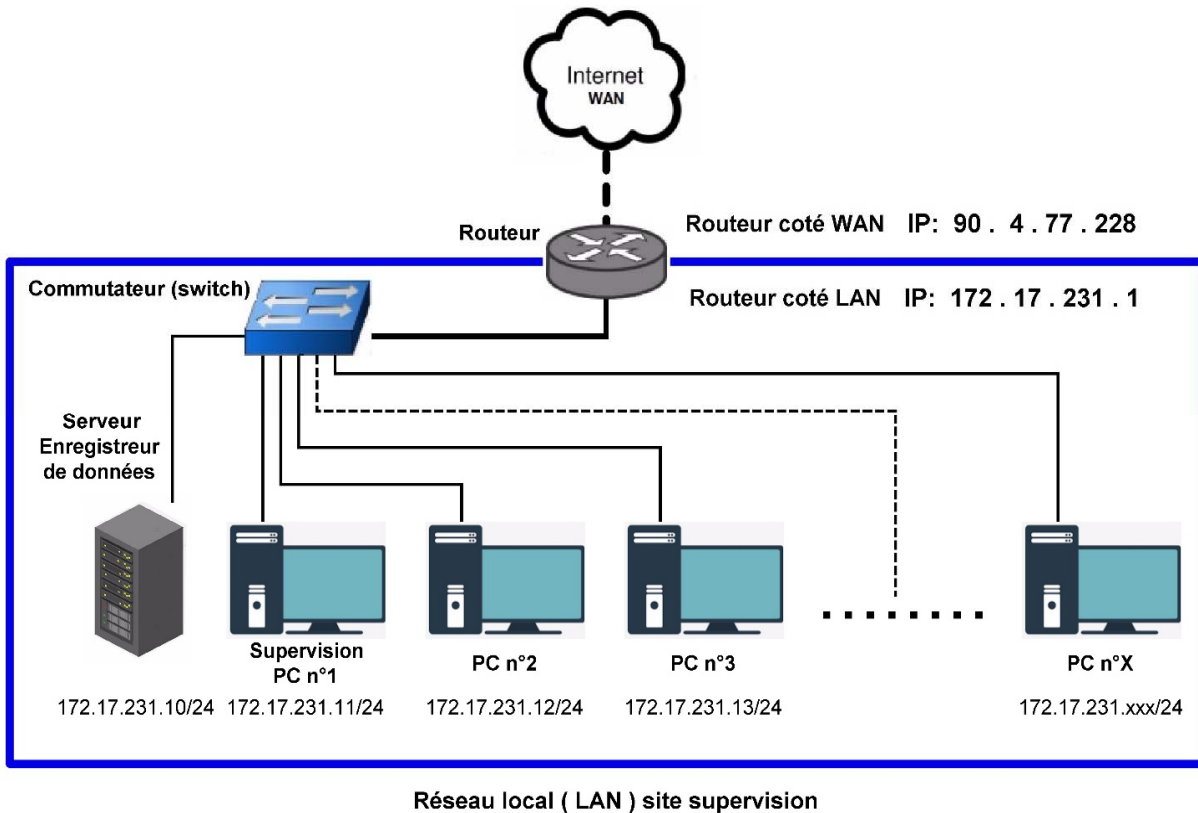 Internet
WAN
Routeur
Routeur coté WAN IP: 90 . 4 . 77 . 228
Commutateur (switch)
Routeur coté LAN IP: 172 . 17 . 231 . 1
Serveur
Enregistreur
de données
Supervision
PC n°1
PC n°2
PC n°3
PC n°X
172.17.231.10/24
172.17.231.11/24
172.17.231.12/24
172.17.231.13/24
172.17.231.xxx/24
Réseau local ( LAN ) site supervision